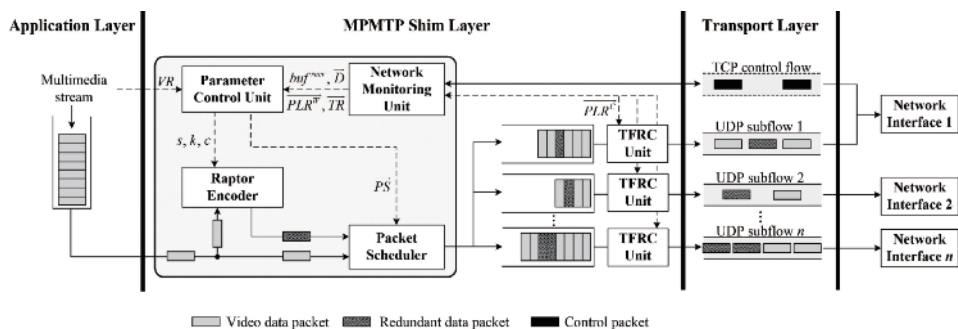 Application Layer
MPMTP Shim Layer
Transport Layer
Multimedia
stream
VR
Parameter
Control Unit
Network
Monitoring
Unit
TCP control flow
Network
Interface 1
s, k, c
TFRC
Unit
UDP subflow 1
Raptor
Encoder
PS
TFRC
Unit
UDP subflow 2
Network
Interface 2
Packet
Scheduler
TFRC
Unit
UDP subflow n
Network
Interface n
Video data packet
Redundant data packet
Control packet